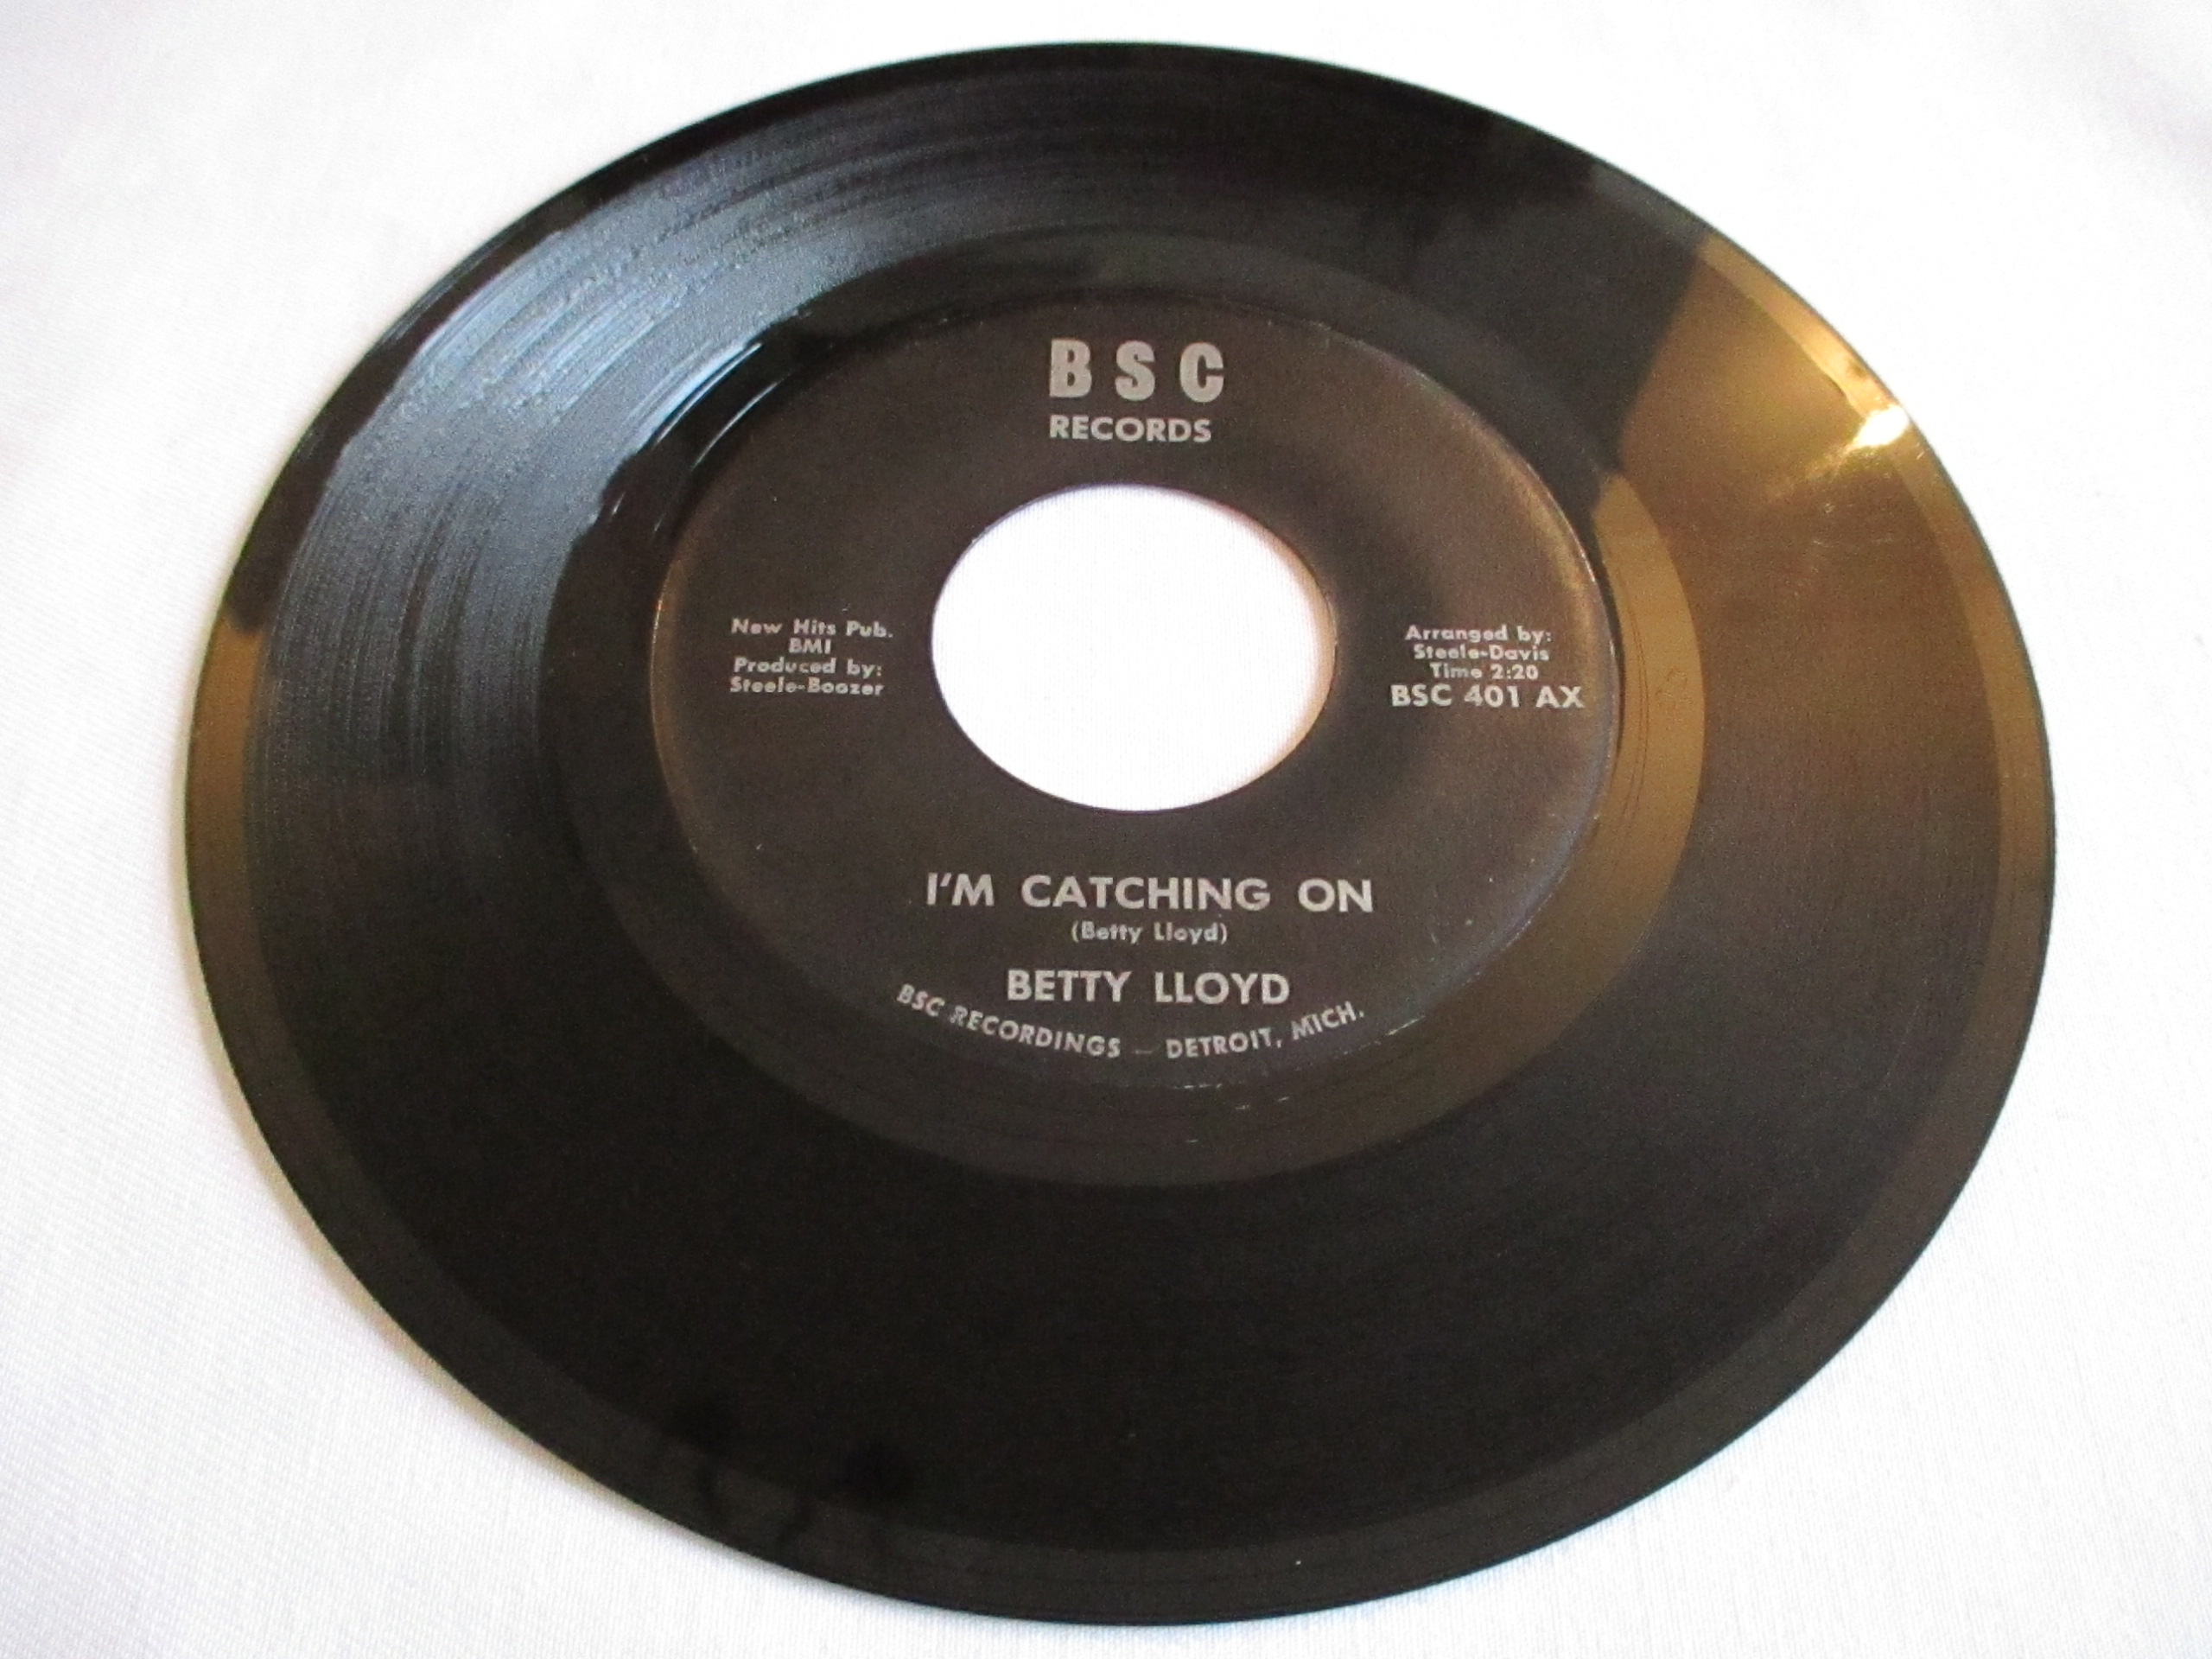 B S C
RECORDS
New Hits Pub.
BMI
Produced by:
Steele-Boozer
Arranged by:
Steele-Davis
Time 2:20
BSC 401 AX
I'M CATCHING ON
(Betty Lloyd)
BETTY LLOYD
BSC RECORDINGS — DETROIT, MICH.